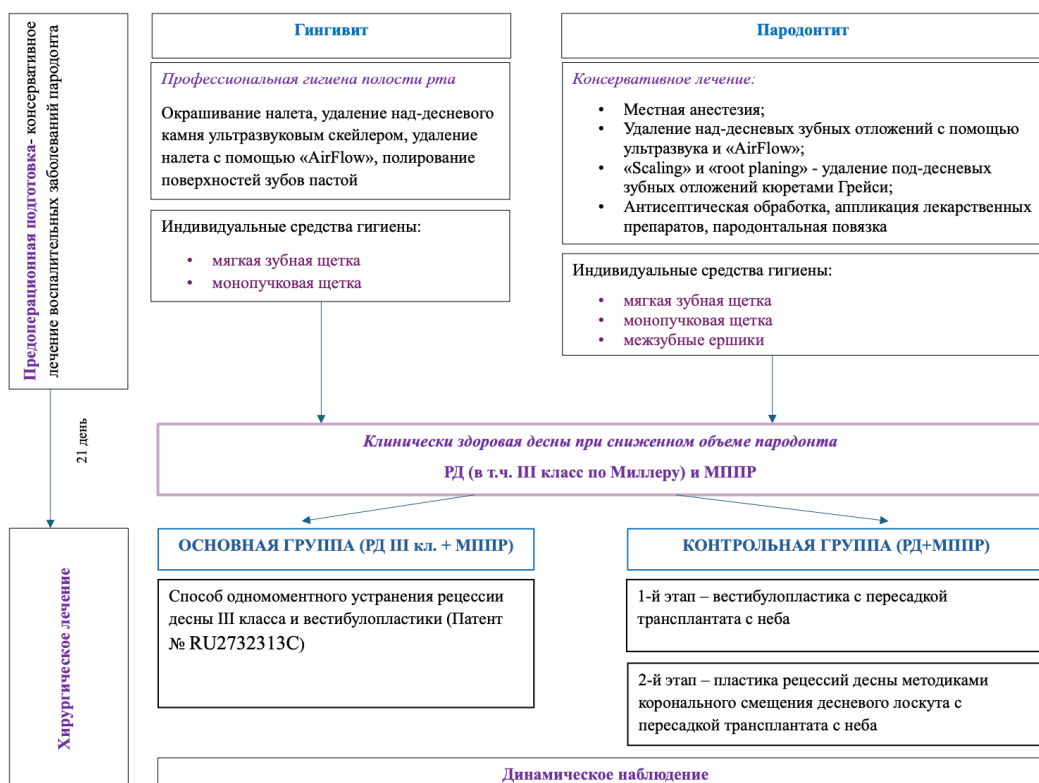 Предоперационная подготовка- консервативное
лечение воспалительных заболеваний пародонта
Гингивит
Профессиональная гигиена полости рта
Окрашивание налета, удаление над-десневого
камня ультразвуковым скейлером, удаление
налета с помощью «AirFlow», полирование
поверхностей зубов пастой
Индивидуальные средства гигиены:
• мягкая зубная щетка
• монопучковая щетка
Пародонтит
Консервативное лечение:
• Местная анестезия;
• Удаление над-десневых зубных отложений с помощью
ультразвука и «AirFlow»;
• «Scaling» и «root planing» - удаление под-десневых
зубных отложений кюретами Грейси;
• Антисептическая обработка, аппликация лекарственных
препаратов, пародонтальная повязка
Индивидуальные средства гигиены:
• мягкая зубная щетка
• монопучковая щетка
• межзубные ершики
21 день
Клинически здоровая десны при сниженном объеме пародонта
РД (в т.ч. III класс по Миллеру) и МППР
Хирургическое лечение
ОСНОВНАЯ ГРУППА (РД III кл. + МППР)
Способ одномоментного устранения рецессии
десны III класса и вестибулопластики (Патент
№ RU2732313C)
КОНТРОЛЬНАЯ ГРУППА (РД+МППР)
1-й этап – вестибулопластика с пересадкой
трансплантата с неба
2-й этап – пластика рецессий десны методиками
коронального смещения десневого лоскута с
пересадкой трансплантата с неба
Динамическое наблюдение